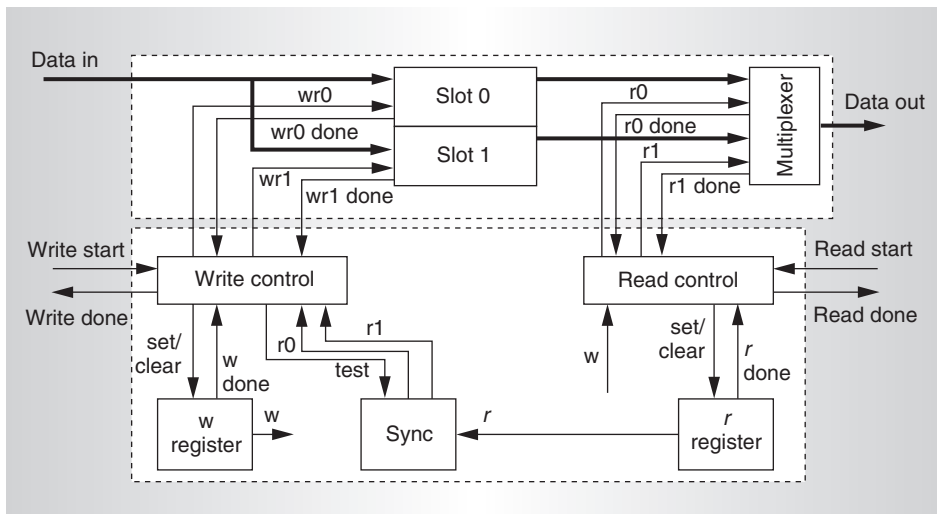 Data in
wr0
Slot 0
r0
Data out
wr0 done
r0 done
Multiplexer
Slot 1
r1
wr1
wr1 done
r1 done
Write start
Write control
Read control
Read start
Write done
Read done
set/
clear
w
done
r0
r1
test
w
set/
clear
r
done
w
register
w
Sync
r
r
register